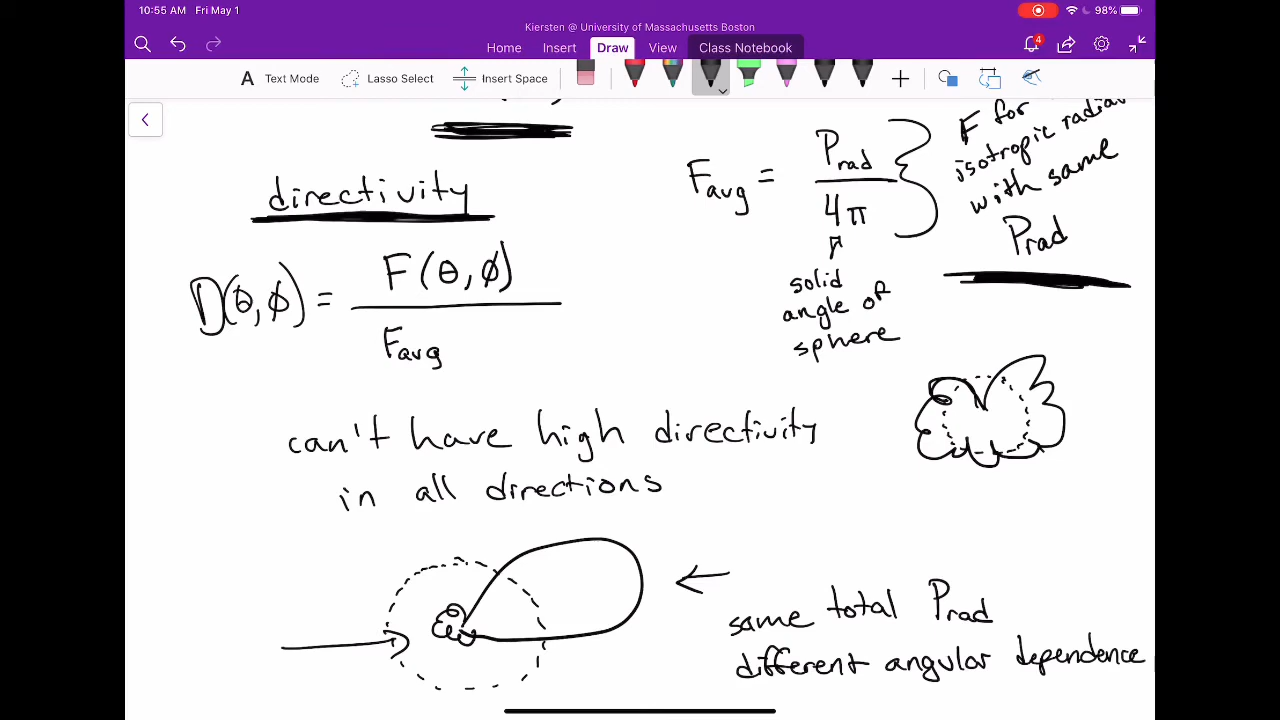 10:55 AM Fri May 1
98%
Kiersten @ University of Massachusetts Boston
Home Insert Draw View Class Notebook
4
A Text Mode Lasso Select Insert Space
directivity
D(θ,ϕ) = F(θ,ϕ) / Favg
Favg = Prad / 4π
solid
angle of
sphere
F for
isotropic
with same
Prad
can't have high directivity
in all directions
same total Prad
different angular dependence